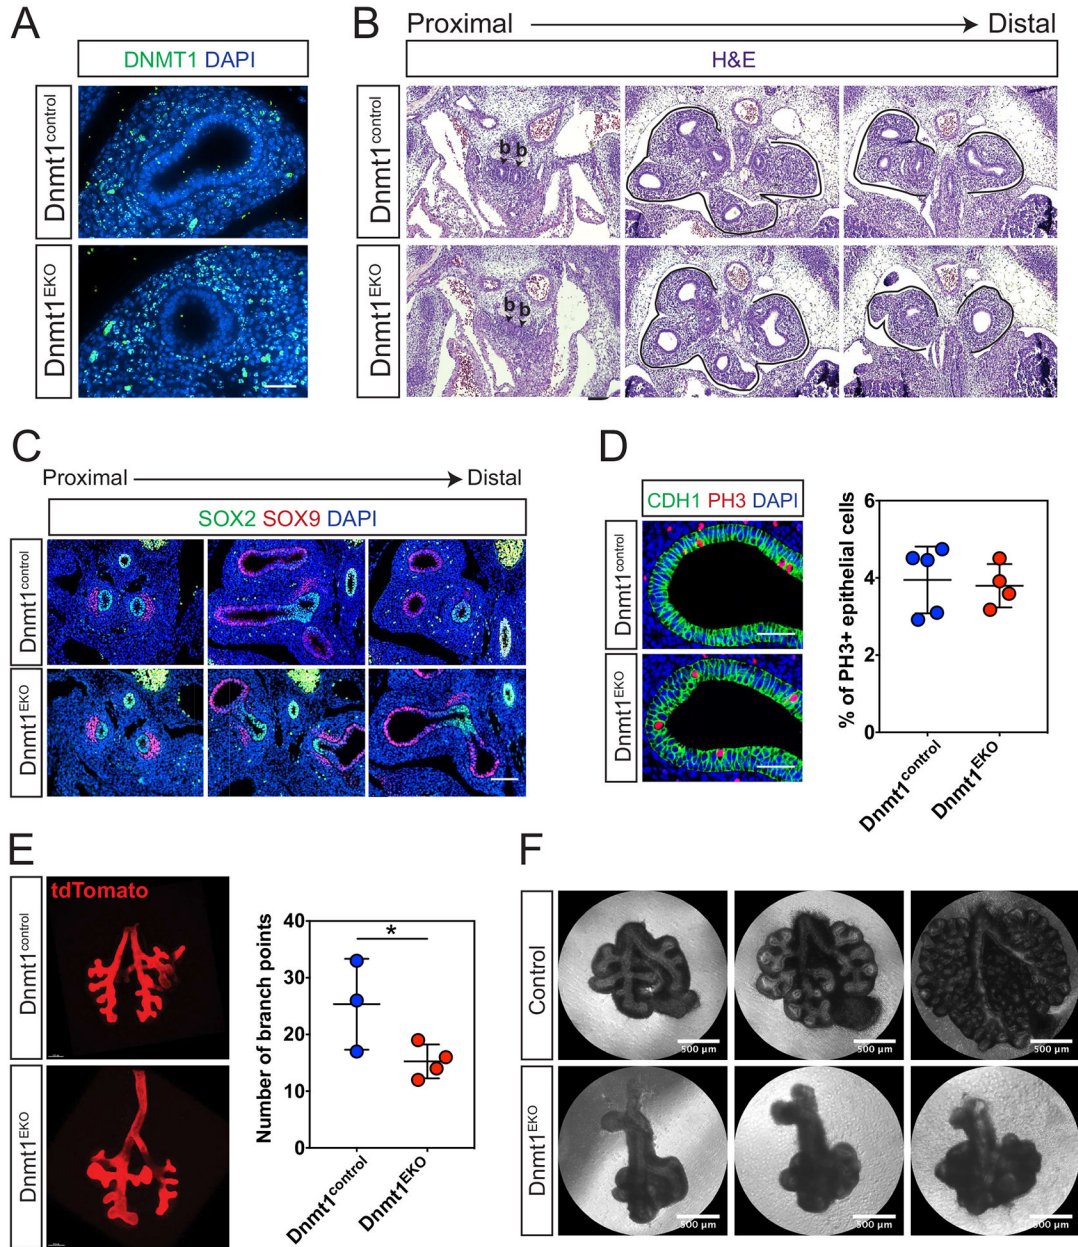 A
DNMT1 DAPI
Dnmt1control
Dnmt1EKO
B
Proximal
Distal
H&E
Dnmt1control
Dnmt1EKO
b b
b b
C
Proximal
Distal
SOX2 SOX9 DAPI
Dnmt1control
Dnmt1EKO
D
CDH1 PH3 DAPI
Dnmt1control
Dnmt1EKO
% of PH3+ epithelial cells
6
4
2
0
Dnmt1control
Dnmt1EKO
E
tdTomato
Dnmt1control
Dnmt1EKO
Number of branch points
40
30
20
10
0
*
Dnmt1control
Dnmt1EKO
F
Control
Dnmt1EKO
500 µm
500 µm
500 µm
500 µm
500 µm
500 µm